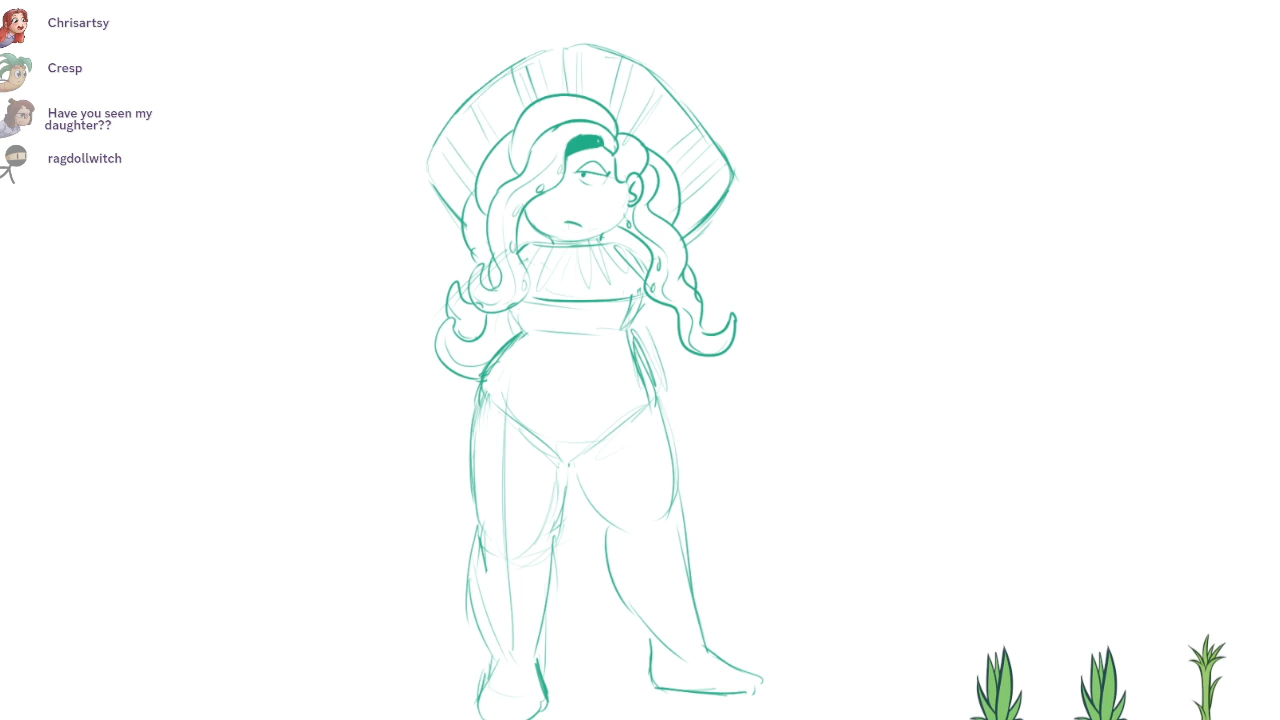 Chrisartsy
Cresp
Have you seen my
daughter??
ragdollwitch